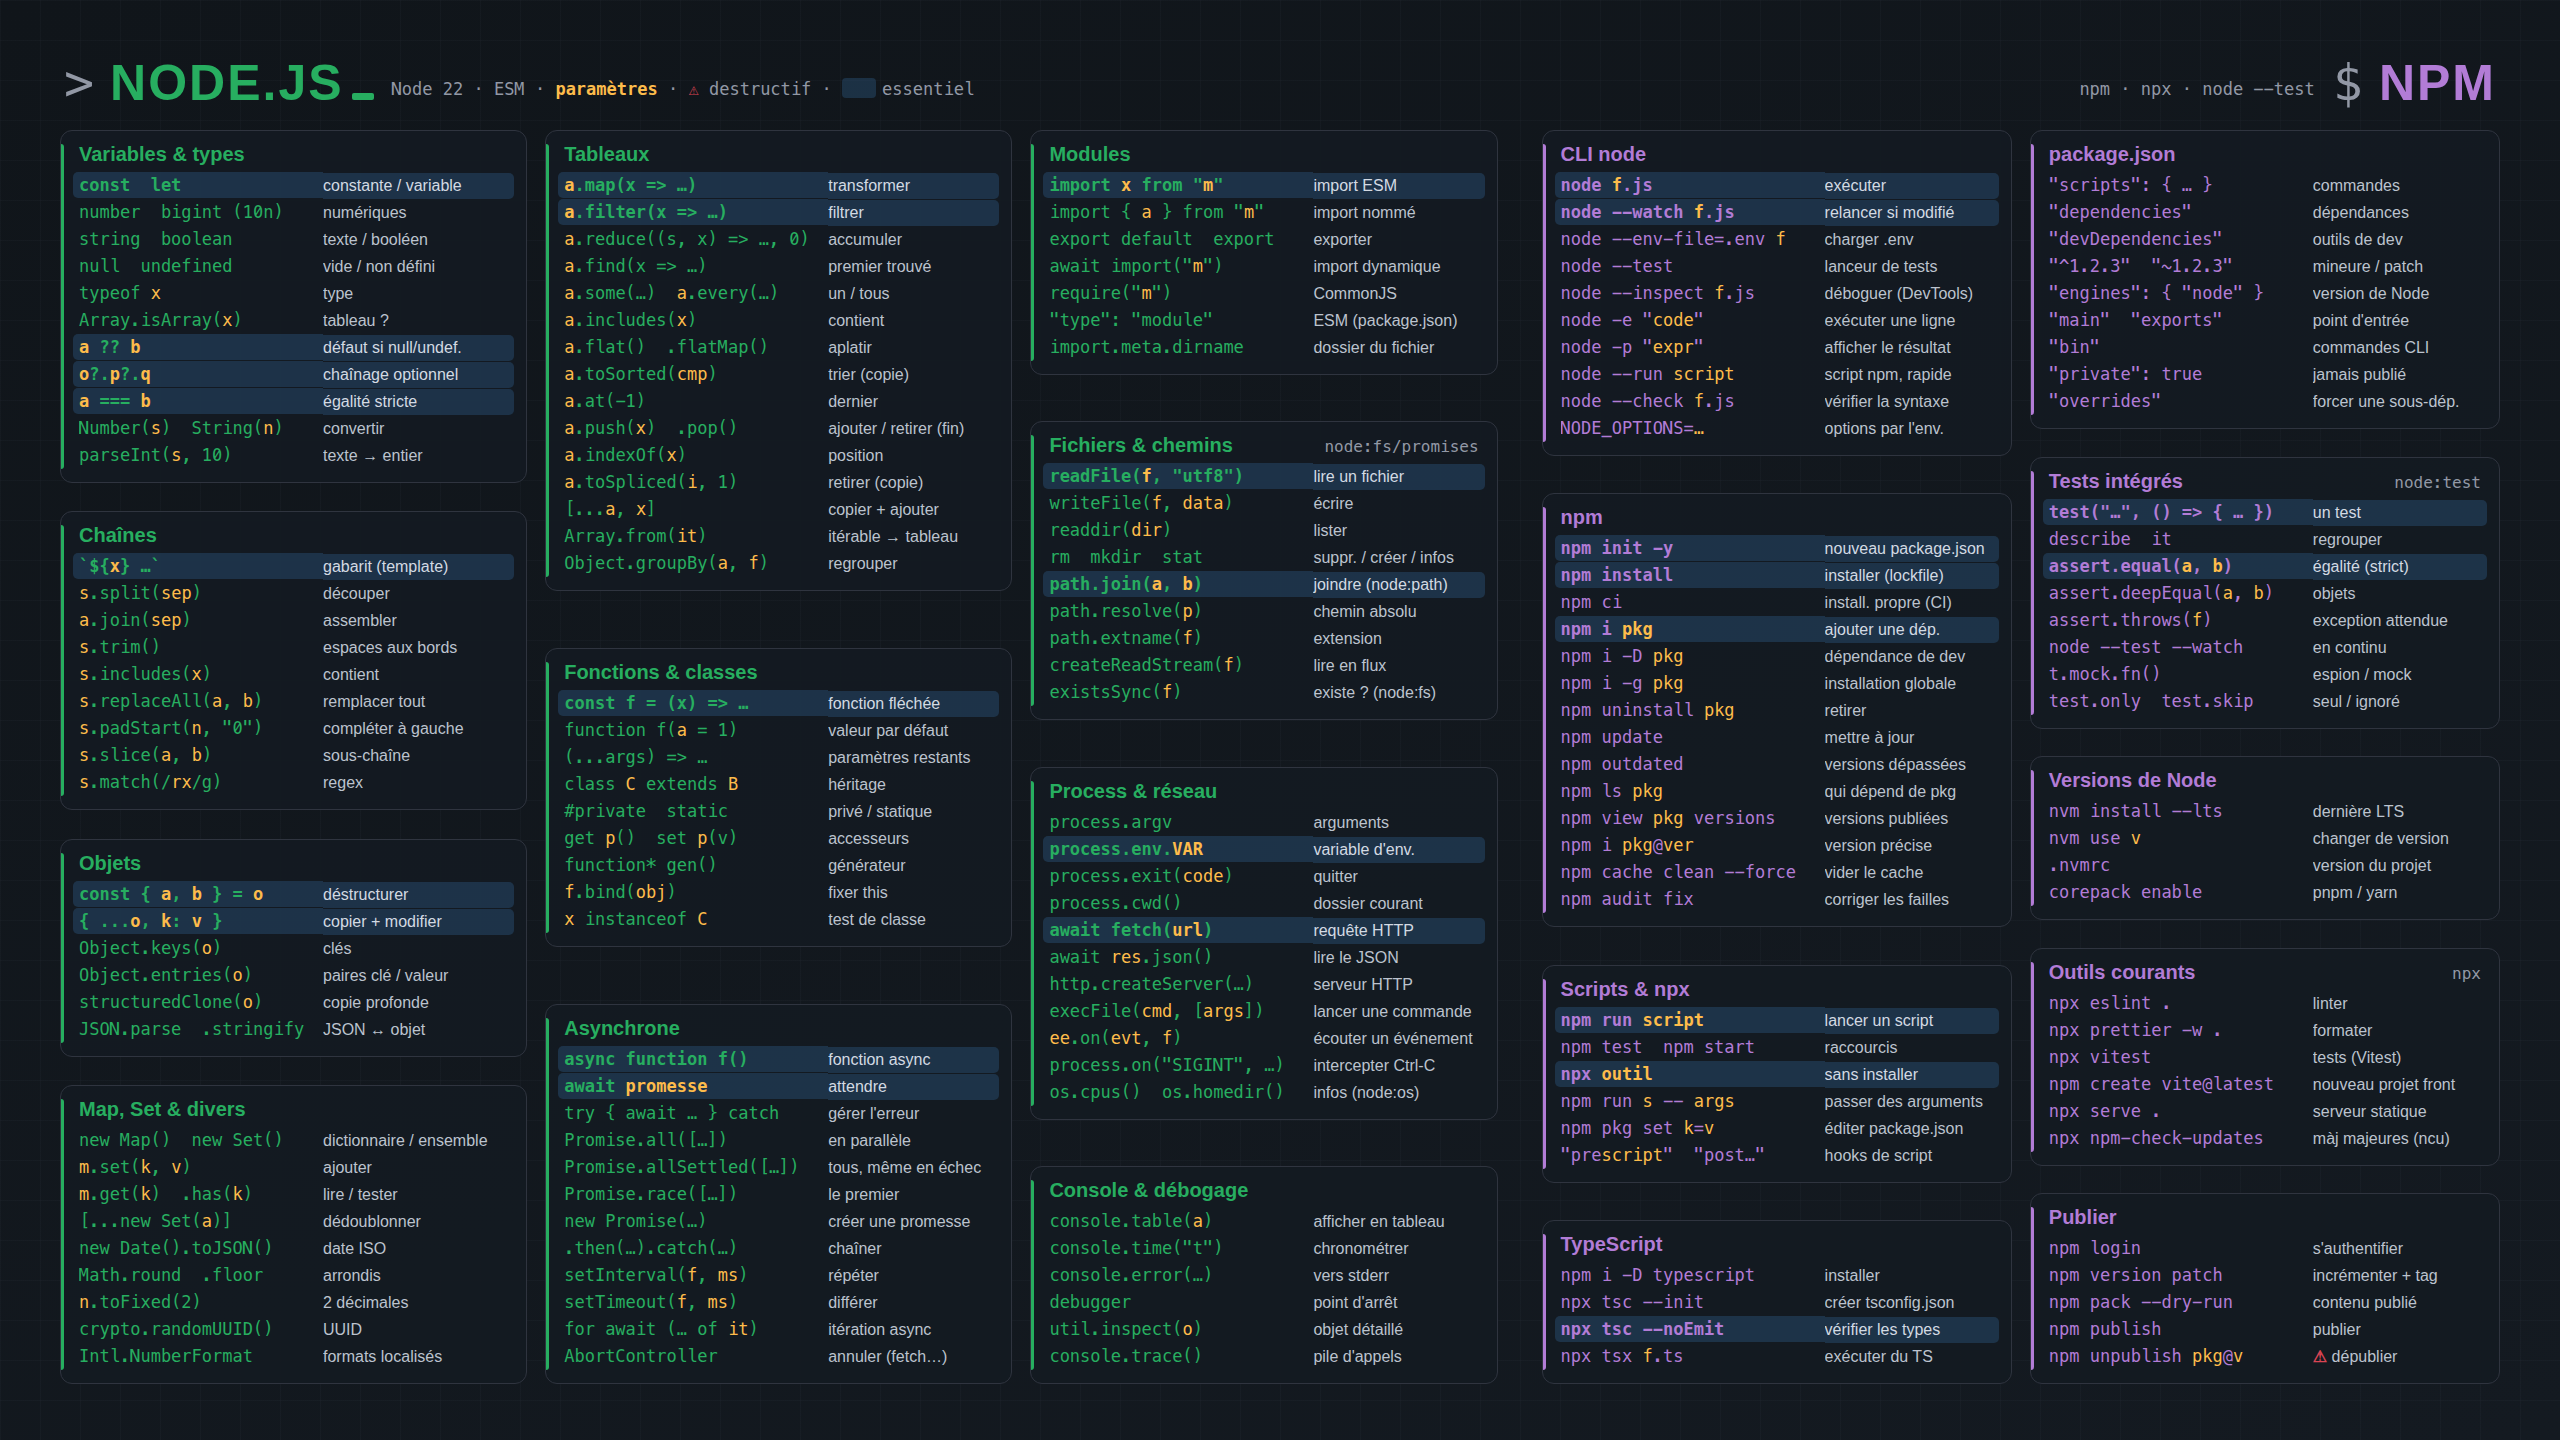 > NODE.JS_ Node 22 · ESM · paramètres · ⚠ destructif · essentiel
npm · npx · node --test $ NPM
Variables & types
const  let constante / variable
number  bigint (10n) numériques
string  boolean texte / booléen
null  undefined vide / non défini
typeof x type
Array.isArray(x) tableau ?
a ?? b défaut si null/undef.
o?.p?.q chaînage optionnel
a === b égalité stricte
Number(s)  String(n) convertir
parseInt(s, 10) texte → entier
Chaînes
`${x} …` gabarit (template)
s.split(sep) découper
a.join(sep) assembler
s.trim() espaces aux bords
s.includes(x) contient
s.replaceAll(a, b) remplacer tout
s.padStart(n, "0") compléter à gauche
s.slice(a, b) sous-chaîne
s.match(/rx/g) regex
Objets
const { a, b } = o déstructurer
{ ...o, k: v } copier + modifier
Object.keys(o) clés
Object.entries(o) paires clé / valeur
structuredClone(o) copie profonde
JSON.parse  .stringify JSON ↔ objet
Map, Set & divers
new Map()  new Set() dictionnaire / ensemble
m.set(k, v) ajouter
m.get(k)  .has(k) lire / tester
[...new Set(a)] dédoublonner
new Date().toJSON() date ISO
Math.round  .floor arrondis
n.toFixed(2) 2 décimales
crypto.randomUUID() UUID
Intl.NumberFormat formats localisés
Tableaux
a.map(x => …) transformer
a.filter(x => …) filtrer
a.reduce((s, x) => …, 0) accumuler
a.find(x => …) premier trouvé
a.some(…)  a.every(…) un / tous
a.includes(x) contient
a.flat()  .flatMap() aplatir
a.toSorted(cmp) trier (copie)
a.at(-1) dernier
a.push(x)  .pop() ajouter / retirer (fin)
a.indexOf(x) position
a.toSpliced(i, 1) retirer (copie)
[...a, x] copier + ajouter
Array.from(it) itérable → tableau
Object.groupBy(a, f) regrouper
Fonctions & classes
const f = (x) => … fonction fléchée
function f(a = 1) valeur par défaut
(...args) => … paramètres restants
class C extends B héritage
#private  static privé / statique
get p()  set p(v) accesseurs
function* gen() générateur
f.bind(obj) fixer this
x instanceof C test de classe
Asynchrone
async function f() fonction async
await promesse attendre
try { await … } catch gérer l'erreur
Promise.all([…]) en parallèle
Promise.allSettled([…]) tous, même en échec
Promise.race([…]) le premier
new Promise(…) créer une promesse
.then(…).catch(…) chaîner
setInterval(f, ms) répéter
setTimeout(f, ms) différer
for await (… of it) itération async
AbortController annuler (fetch…)
Modules
import x from "m" import ESM
import { a } from "m" import nommé
export default  export exporter
await import("m") import dynamique
require("m") CommonJS
"type": "module" ESM (package.json)
import.meta.dirname dossier du fichier
Fichiers & chemins node:fs/promises
readFile(f, "utf8") lire un fichier
writeFile(f, data) écrire
readdir(dir) lister
rm  mkdir  stat suppr. / créer / infos
path.join(a, b) joindre (node:path)
path.resolve(p) chemin absolu
path.extname(f) extension
createReadStream(f) lire en flux
existsSync(f) existe ? (node:fs)
Process & réseau
process.argv arguments
process.env.VAR variable d'env.
process.exit(code) quitter
process.cwd() dossier courant
await fetch(url) requête HTTP
await res.json() lire le JSON
http.createServer(…) serveur HTTP
execFile(cmd, [args]) lancer une commande
ee.on(evt, f) écouter un événement
process.on("SIGINT", …) intercepter Ctrl-C
os.cpus()  os.homedir() infos (node:os)
Console & débogage
console.table(a) afficher en tableau
console.time("t") chronométrer
console.error(…) vers stderr
debugger point d'arrêt
util.inspect(o) objet détaillé
console.trace() pile d'appels
CLI node
node f.js exécuter
node --watch f.js relancer si modifié
node --env-file=.env f charger .env
node --test lanceur de tests
node --inspect f.js déboguer (DevTools)
node -e "code" exécuter une ligne
node -p "expr" afficher le résultat
node --run script script npm, rapide
node --check f.js vérifier la syntaxe
NODE_OPTIONS=… options par l'env.
npm
npm init -y nouveau package.json
npm install installer (lockfile)
npm ci install. propre (CI)
npm i pkg ajouter une dép.
npm i -D pkg dépendance de dev
npm i -g pkg installation globale
npm uninstall pkg retirer
npm update mettre à jour
npm outdated versions dépassées
npm ls pkg qui dépend de pkg
npm view pkg versions versions publiées
npm i pkg@ver version précise
npm cache clean --force vider le cache
npm audit fix corriger les failles
Scripts & npx
npm run script lancer un script
npm test  npm start raccourcis
npx outil sans installer
npm run s -- args passer des arguments
npm pkg set k=v éditer package.json
"prescript"  "post…" hooks de script
TypeScript
npm i -D typescript installer
npx tsc --init créer tsconfig.json
npx tsc --noEmit vérifier les types
npx tsx f.ts exécuter du TS
package.json
"scripts": { … } commandes
"dependencies" dépendances
"devDependencies" outils de dev
"^1.2.3"  "~1.2.3" mineure / patch
"engines": { "node" } version de Node
"main"  "exports" point d'entrée
"bin" commandes CLI
"private": true jamais publié
"overrides" forcer une sous-dép.
Tests intégrés node:test
test("…", () => { … }) un test
describe  it regrouper
assert.equal(a, b) égalité (strict)
assert.deepEqual(a, b) objets
assert.throws(f) exception attendue
node --test --watch en continu
t.mock.fn() espion / mock
test.only  test.skip seul / ignoré
Versions de Node
nvm install --lts dernière LTS
nvm use v changer de version
.nvmrc version du projet
corepack enable pnpm / yarn
Outils courants npx
npx eslint . linter
npx prettier -w . formater
npx vitest tests (Vitest)
npm create vite@latest nouveau projet front
npx serve . serveur statique
npx npm-check-updates màj majeures (ncu)
Publier
npm login s'authentifier
npm version patch incrémenter + tag
npm pack --dry-run contenu publié
npm publish publier
npm unpublish pkg@v ⚠ dépublier